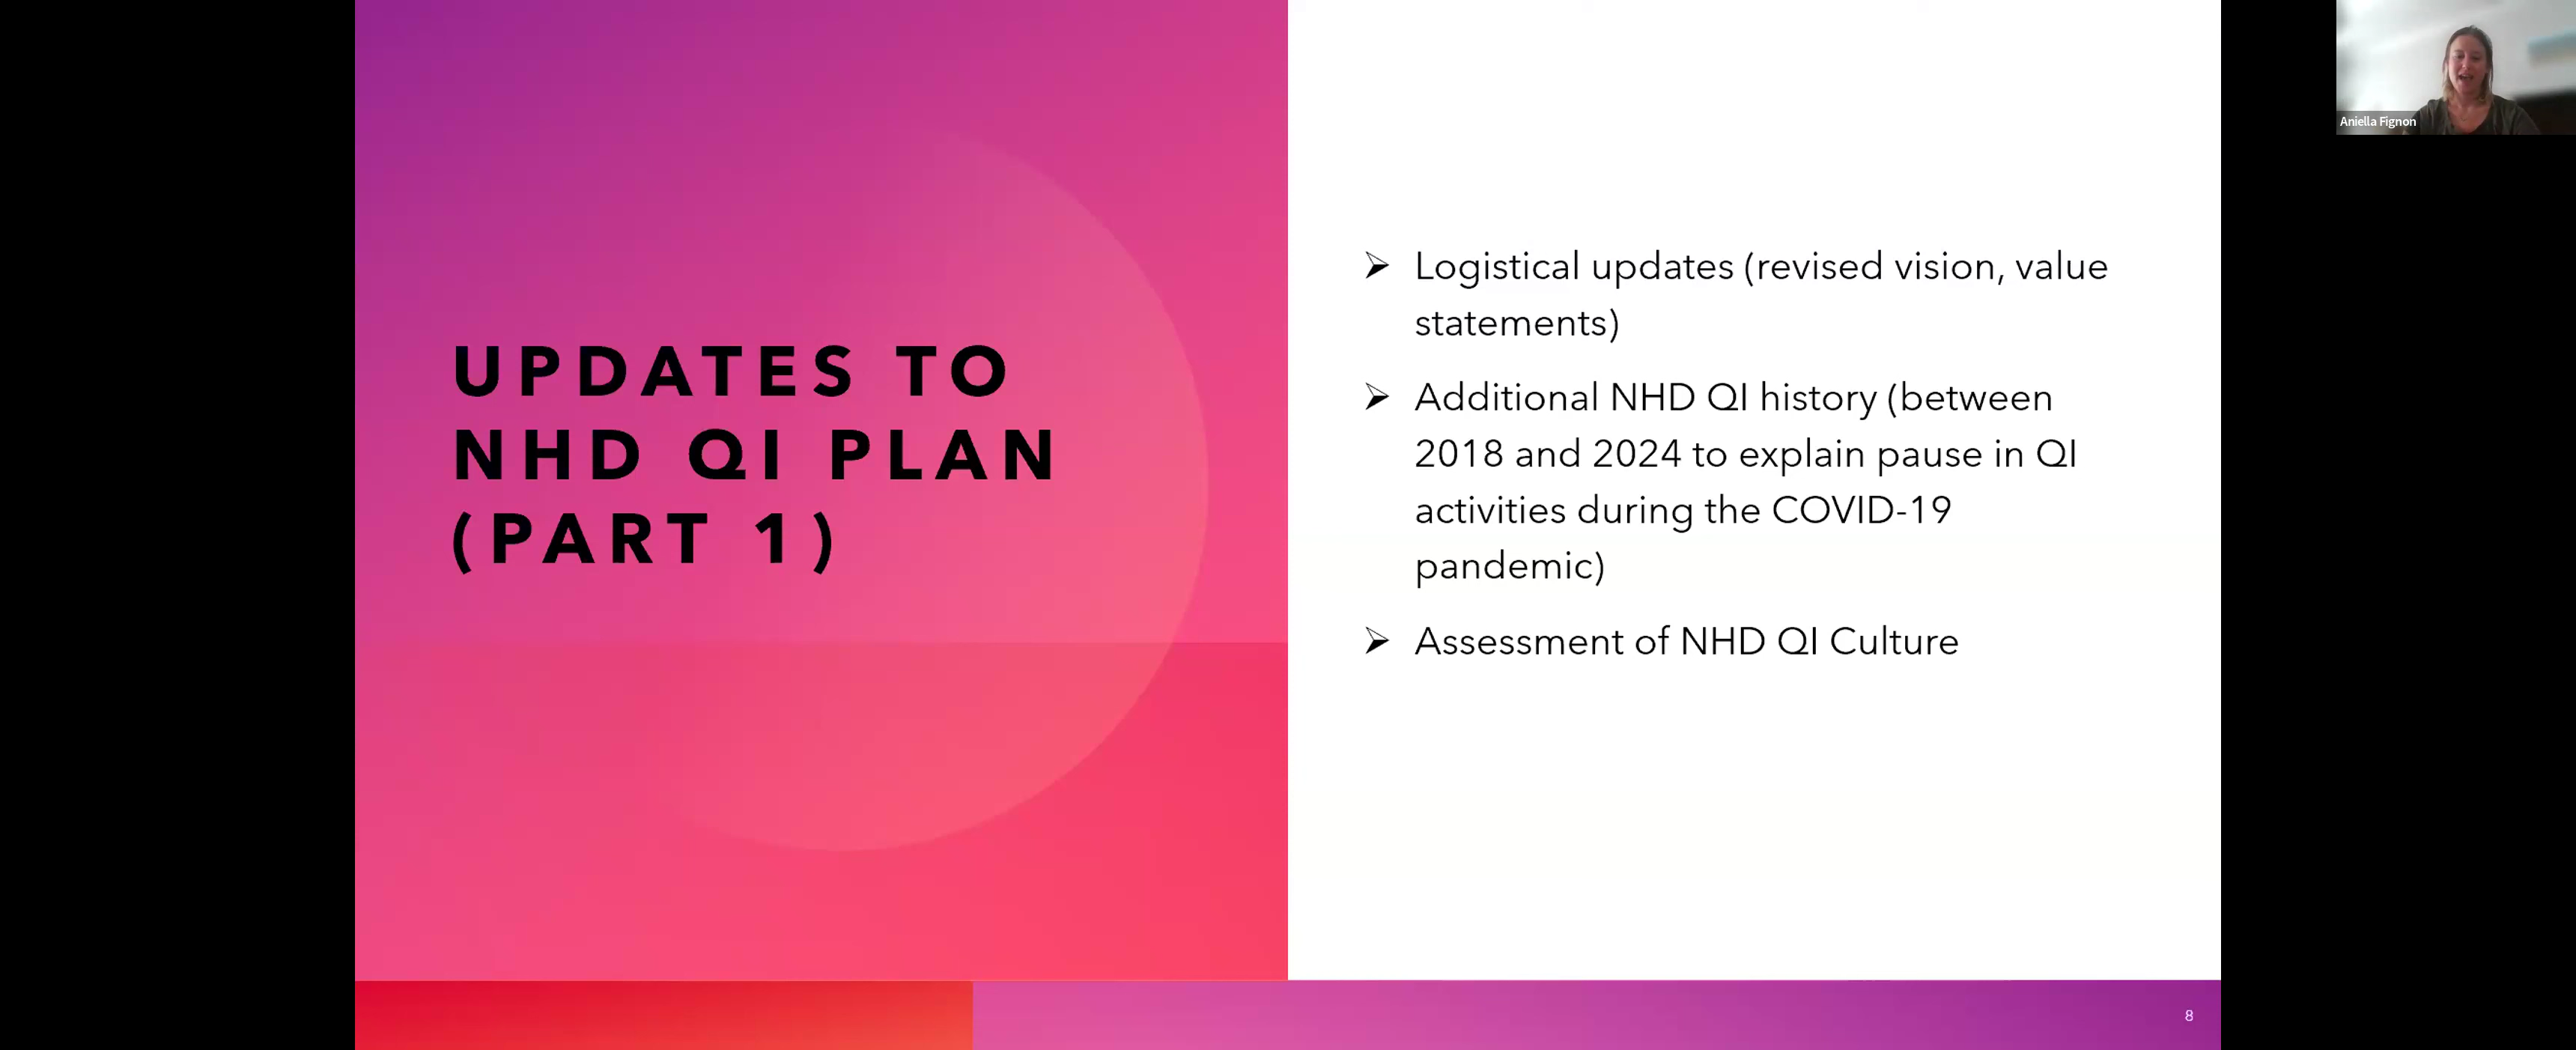 UPDATES TO
NHD QI PLAN
(PART 1)
➢ Logistical updates (revised vision, value
statements)
➢ Additional NHD QI history (between
2018 and 2024 to explain pause in QI
activities during the COVID-19
pandemic)
➢ Assessment of NHD QI Culture
8
Aniella Fignon